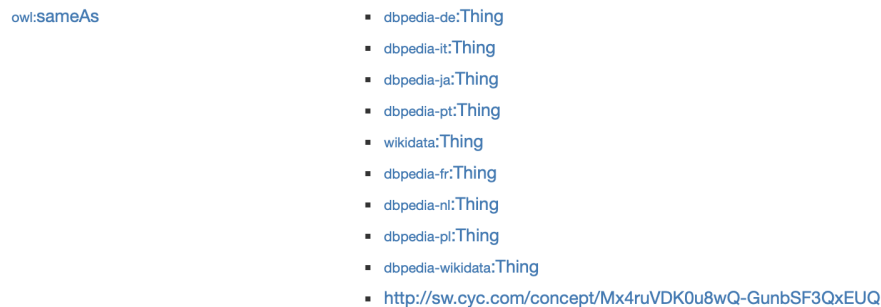 owl:sameAs
dbpedia-de:Thing
dbpedia-it:Thing
dbpedia-ja:Thing
dbpedia-pt:Thing
wikidata:Thing
dbpedia-fr:Thing
dbpedia-nl:Thing
dbpedia-pl:Thing
dbpedia-wikidata:Thing
http://sw.cyc.com/concept/Mx4ruVDK0u8wQ-GunbSF3QxEUQ